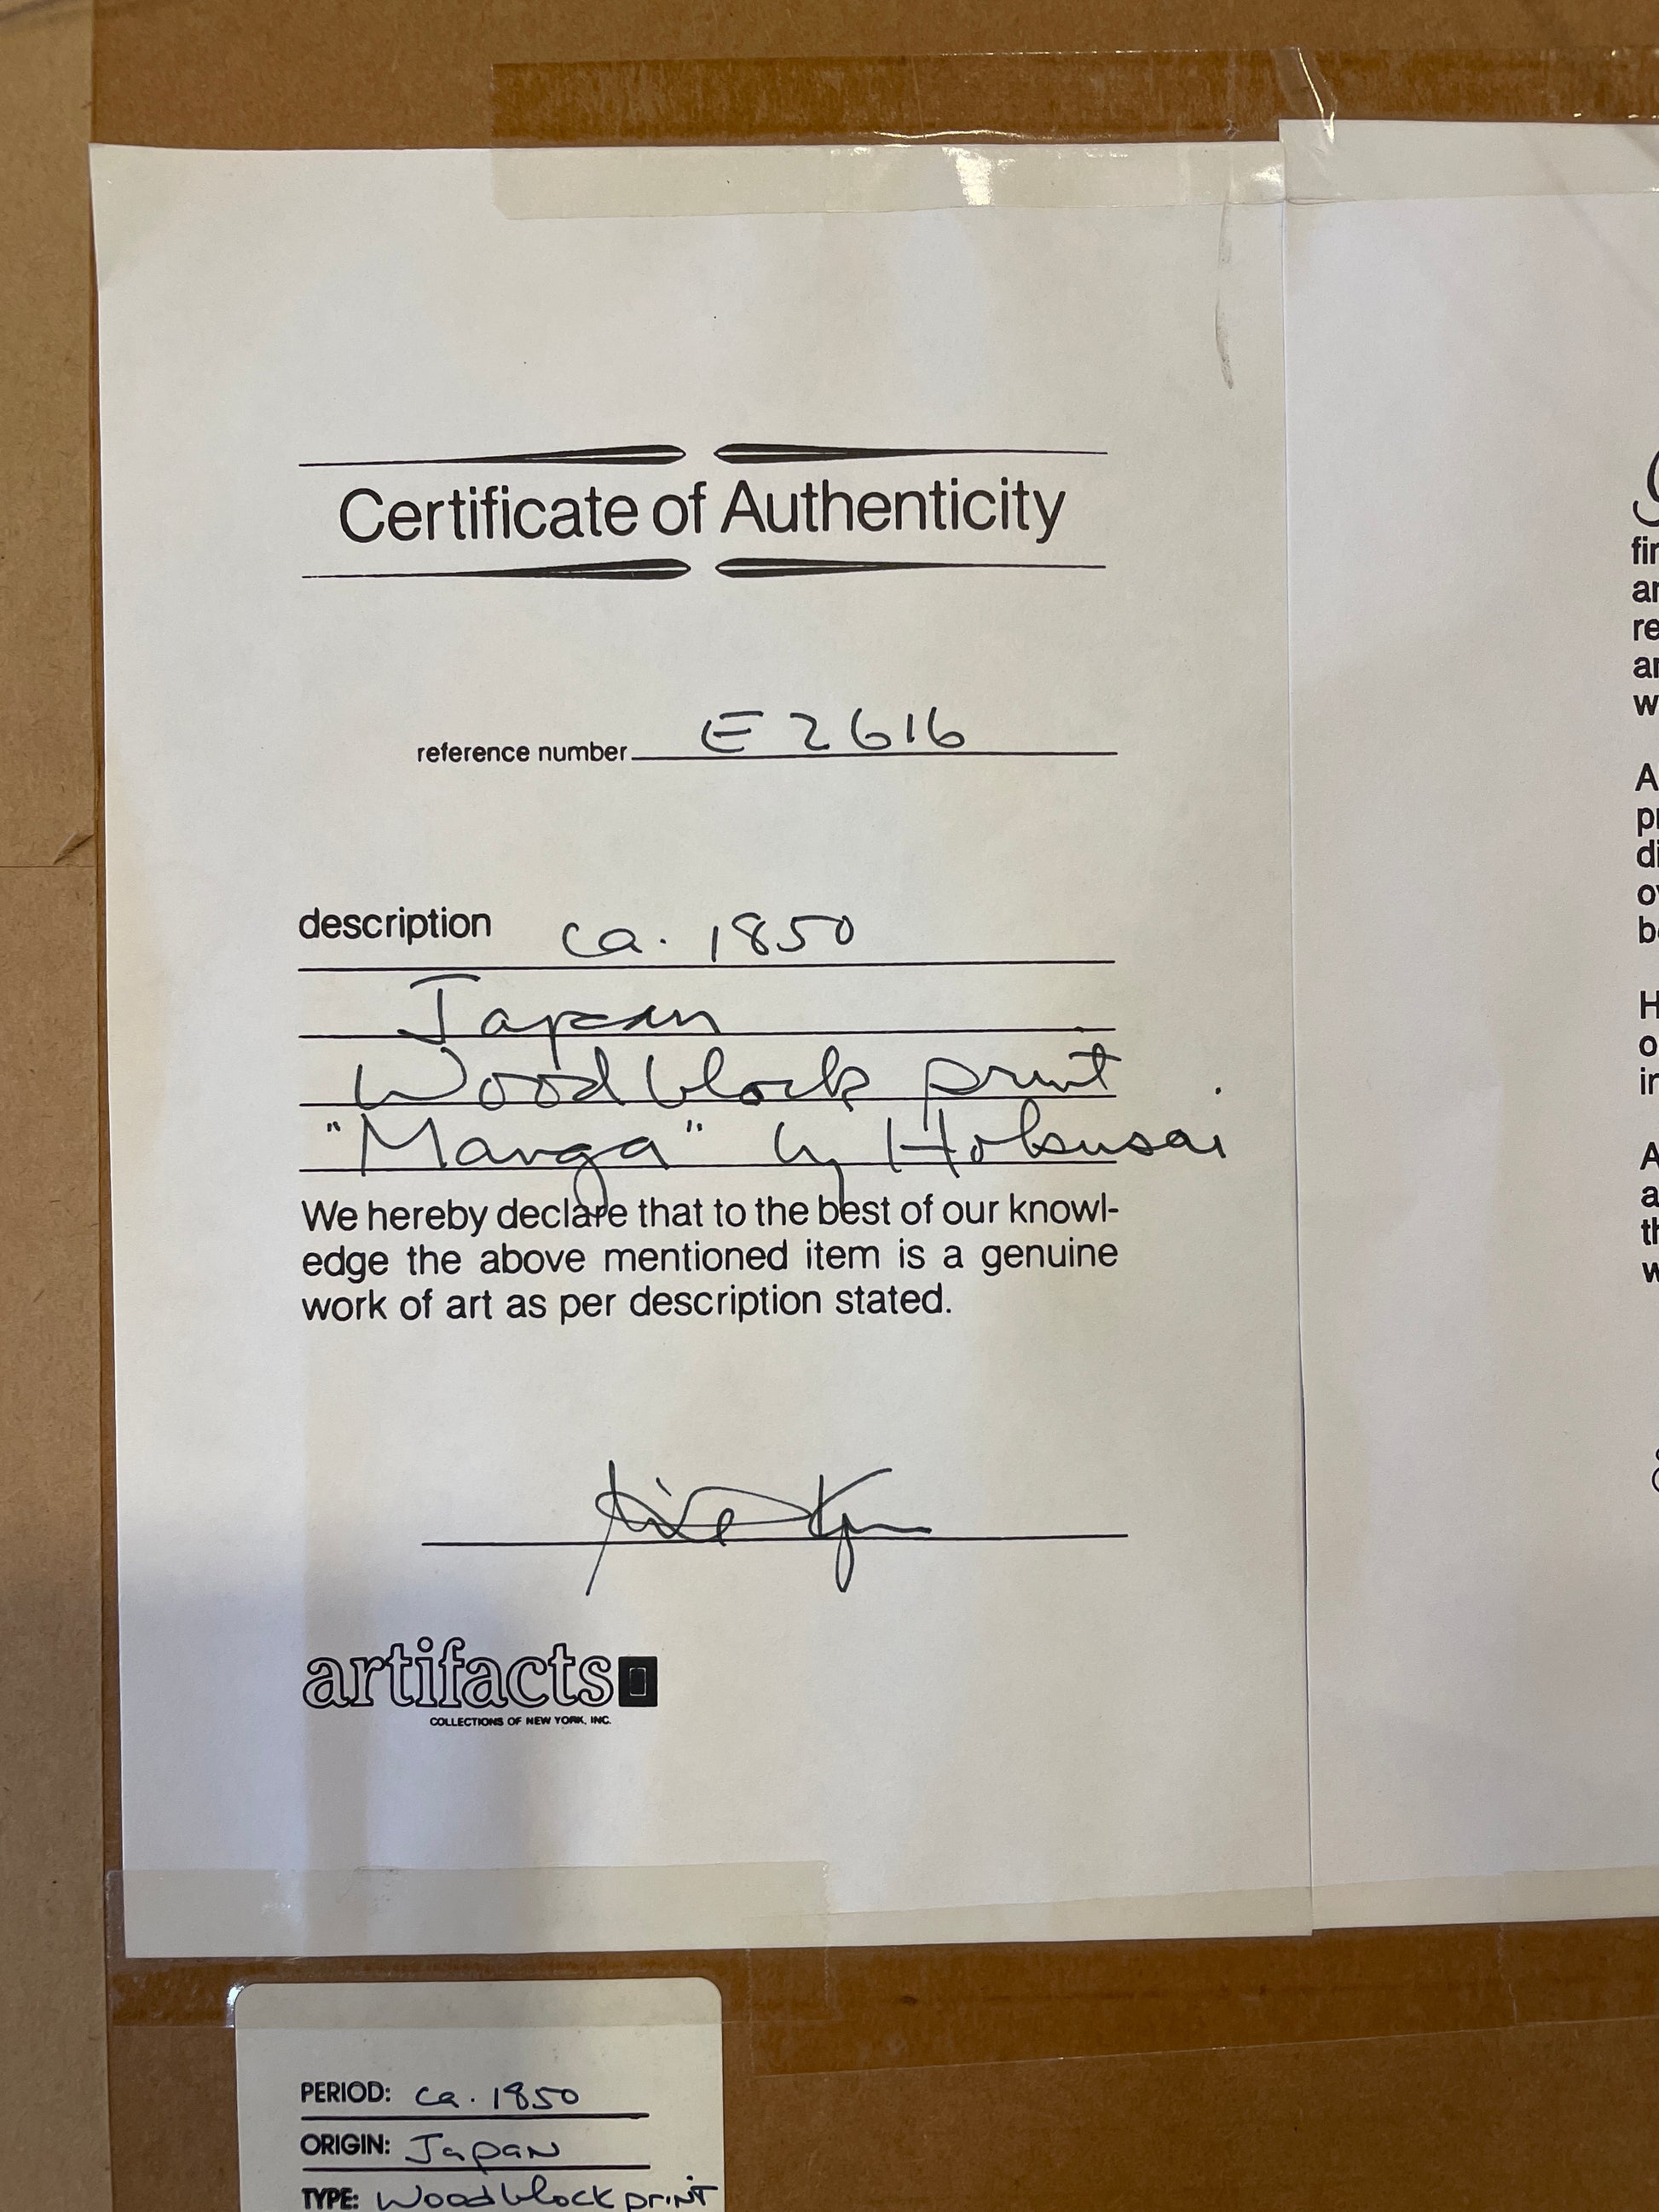 Certificate of Authenticity
reference number E2616
description ca. 1850
Japan
Woodblock print
"Manga" by Hokusai
We hereby declare that to the best of our knowl-
edge the above mentioned item is a genuine
work of art as per description stated.
artifacts
COLLECTIONS OF NEW YORK, INC.
PERIOD: ca. 1850
ORIGIN: Japan
TYPE: Woodblock print